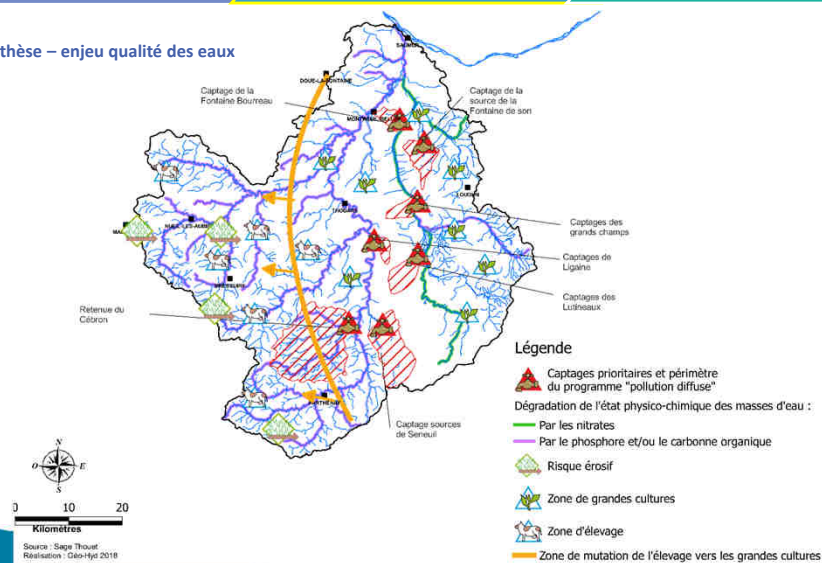 thèse – enjeu qualité des eaux
SAUMUR
DOUE-LA-FONTAINE
Captage de la
Fontaine Bourreau
Captage de la
source de la
Fontaine de son
LOUDUN
THOUARS
Captages des
grands champs
Captages de
Ligaine
Captages des
Lutineaux
BRESSUIRE
Retenue du
Cébron
PARTHENAY
Captage sources
de Seneuil
Légende
Captages prioritaires et périmètre
du programme "pollution diffuse"
Dégradation de l'état physico-chimique des masses d'eau :
Par les nitrates
Par le phosphore et/ou le carbonne organique
Risque érosif
Zone de grandes cultures
Zone d'élevage
Zone de mutation de l'élevage vers les grandes cultures
N
O
E
S
0 10 20
Kilomètres
Source : Sage Thouet
Réalisation : Géo-Hyd 2018